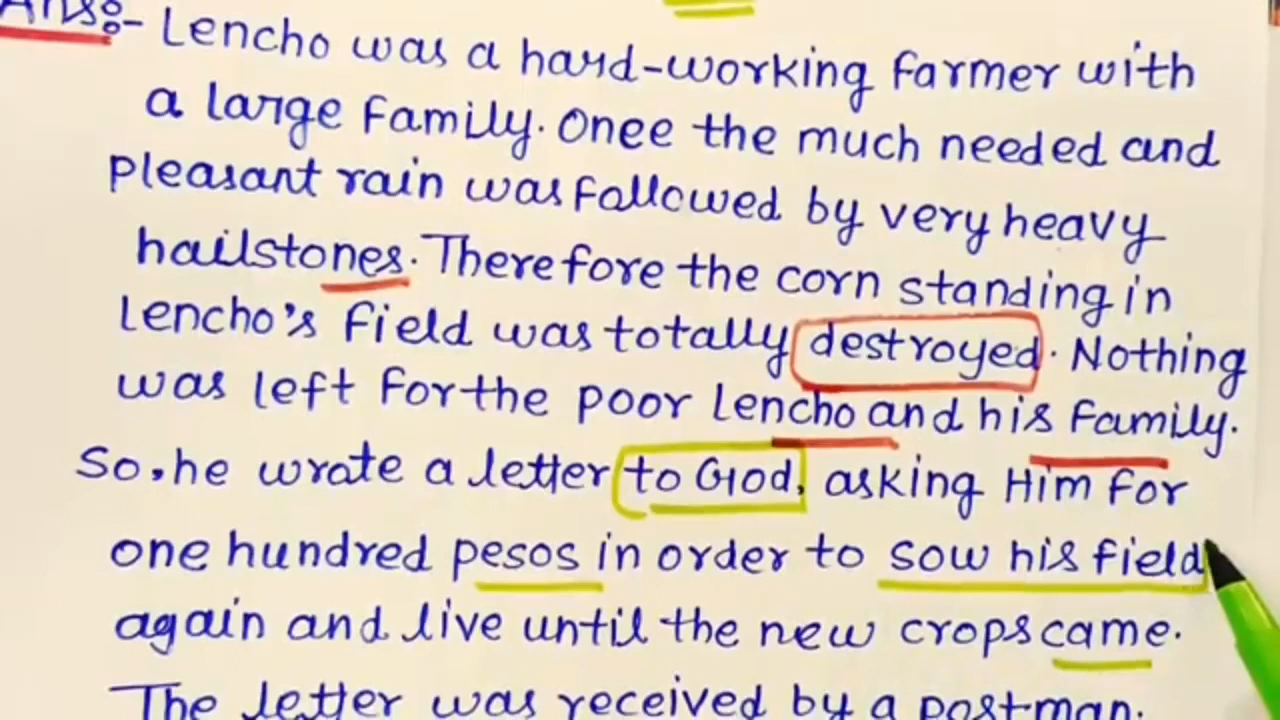 Ans:- Lencho was a hard-working farmer with
a large family. Onee the much needed and
pleasant rain was followed by very heavy
hailstones. Therefore the corn standing in
Lencho's field was totally destroyed. Nothing
was left for the poor Lencho and his family.
So, he wrote a letter to God, asking Him for
one hundred pesos in order to sow his field
again and live until the new crops came.
The letter was received by a postman.